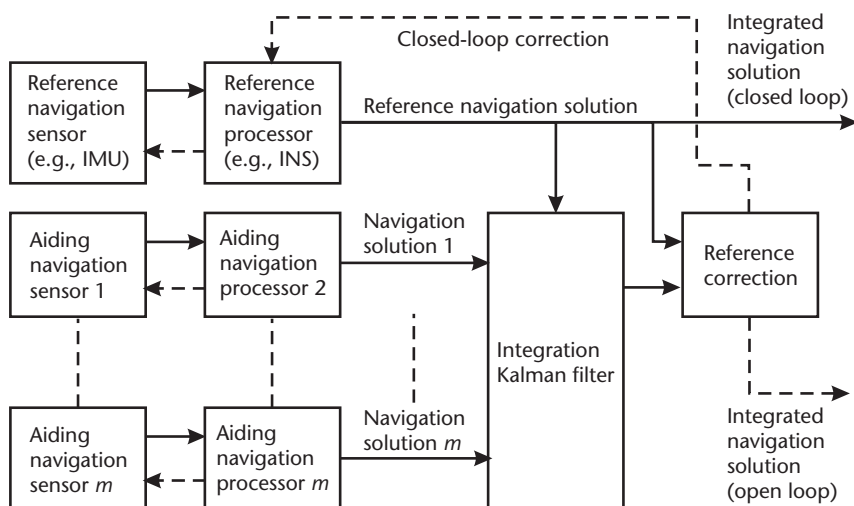 Closed-loop correction
Integrated
navigation
solution
(closed loop)
Reference
navigation
sensor
(e.g., IMU)
Reference
navigation
processor
(e.g., INS)
Reference navigation solution
Aiding
navigation
sensor 1
Aiding
navigation
processor 2
Navigation
solution 1
Reference
correction
Integration
Kalman filter
Aiding
navigation
sensor m
Aiding
navigation
processor m
Navigation
solution m
Integrated
navigation
solution
(open loop)